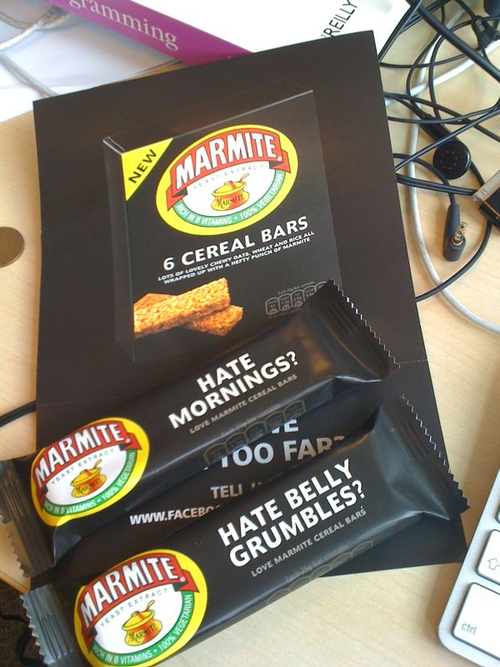 gramming
O'REILLY
NEW
MARMITE
YEAST EXTRACT
MARMITE
RICH IN B VITAMINS • 100% VEGETARIAN
6 CEREAL BARS
LOTS OF LOVELY CHEWY OATS, WHEAT AND RICE ALL
WRAPPED UP WITH A HEFTY PUNCH OF MARMITE
HATE
MORNINGS?
LOVE MARMITE CEREAL BARS
MARMITE
YEAST EXTRACT
MARMITE
RICH IN B VITAMINS • 100% VEGETARIAN
TOO FAR?
TELL
WWW.FACEBO
HATE BELLY
GRUMBLES?
LOVE MARMITE CEREAL BARS
MARMITE
YEAST EXTRACT
MARMITE
RICH IN B VITAMINS • 100% VEGETARIAN
ctrl